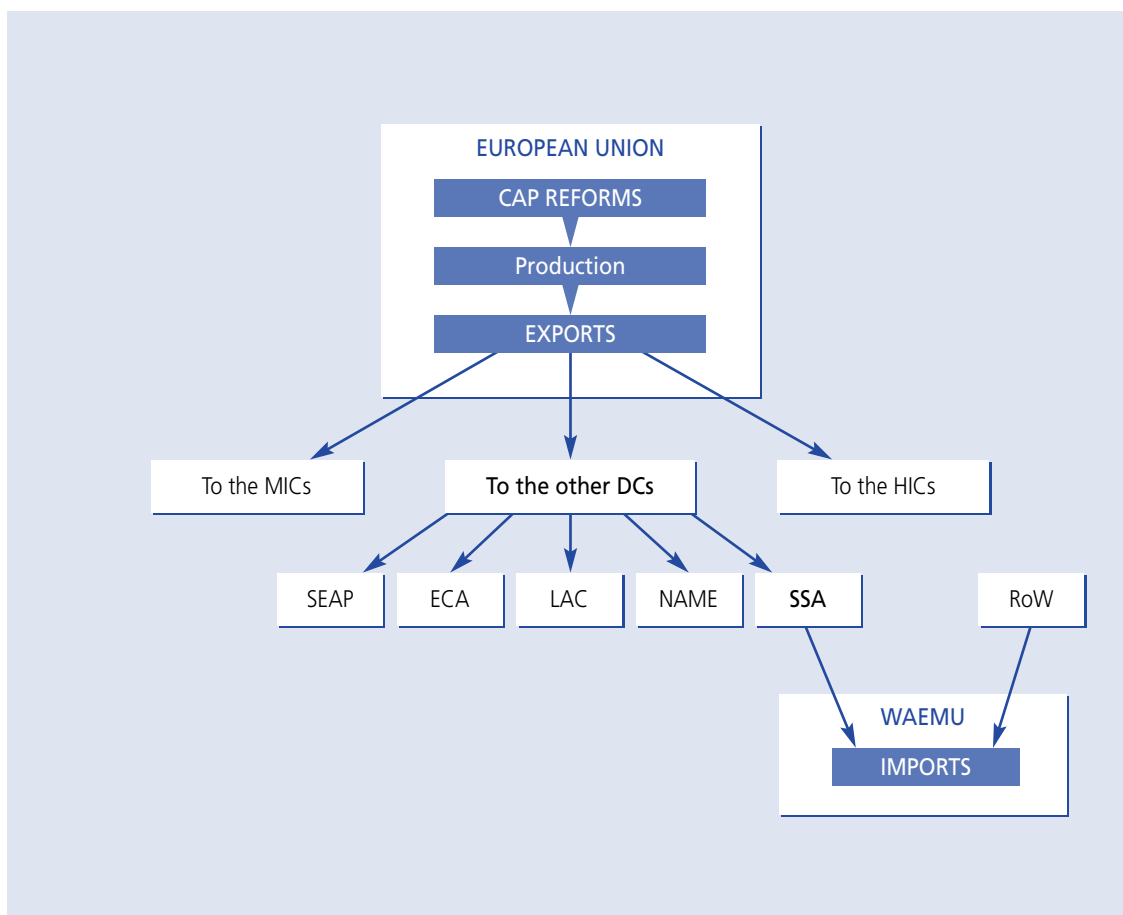 EUROPEAN UNION
CAP REFORMS
Production
EXPORTS
To the MICs
To the other DCs
To the HICs
SEAP
ECA
LAC
NAME
SSA
RoW
WAEMU
IMPORTS